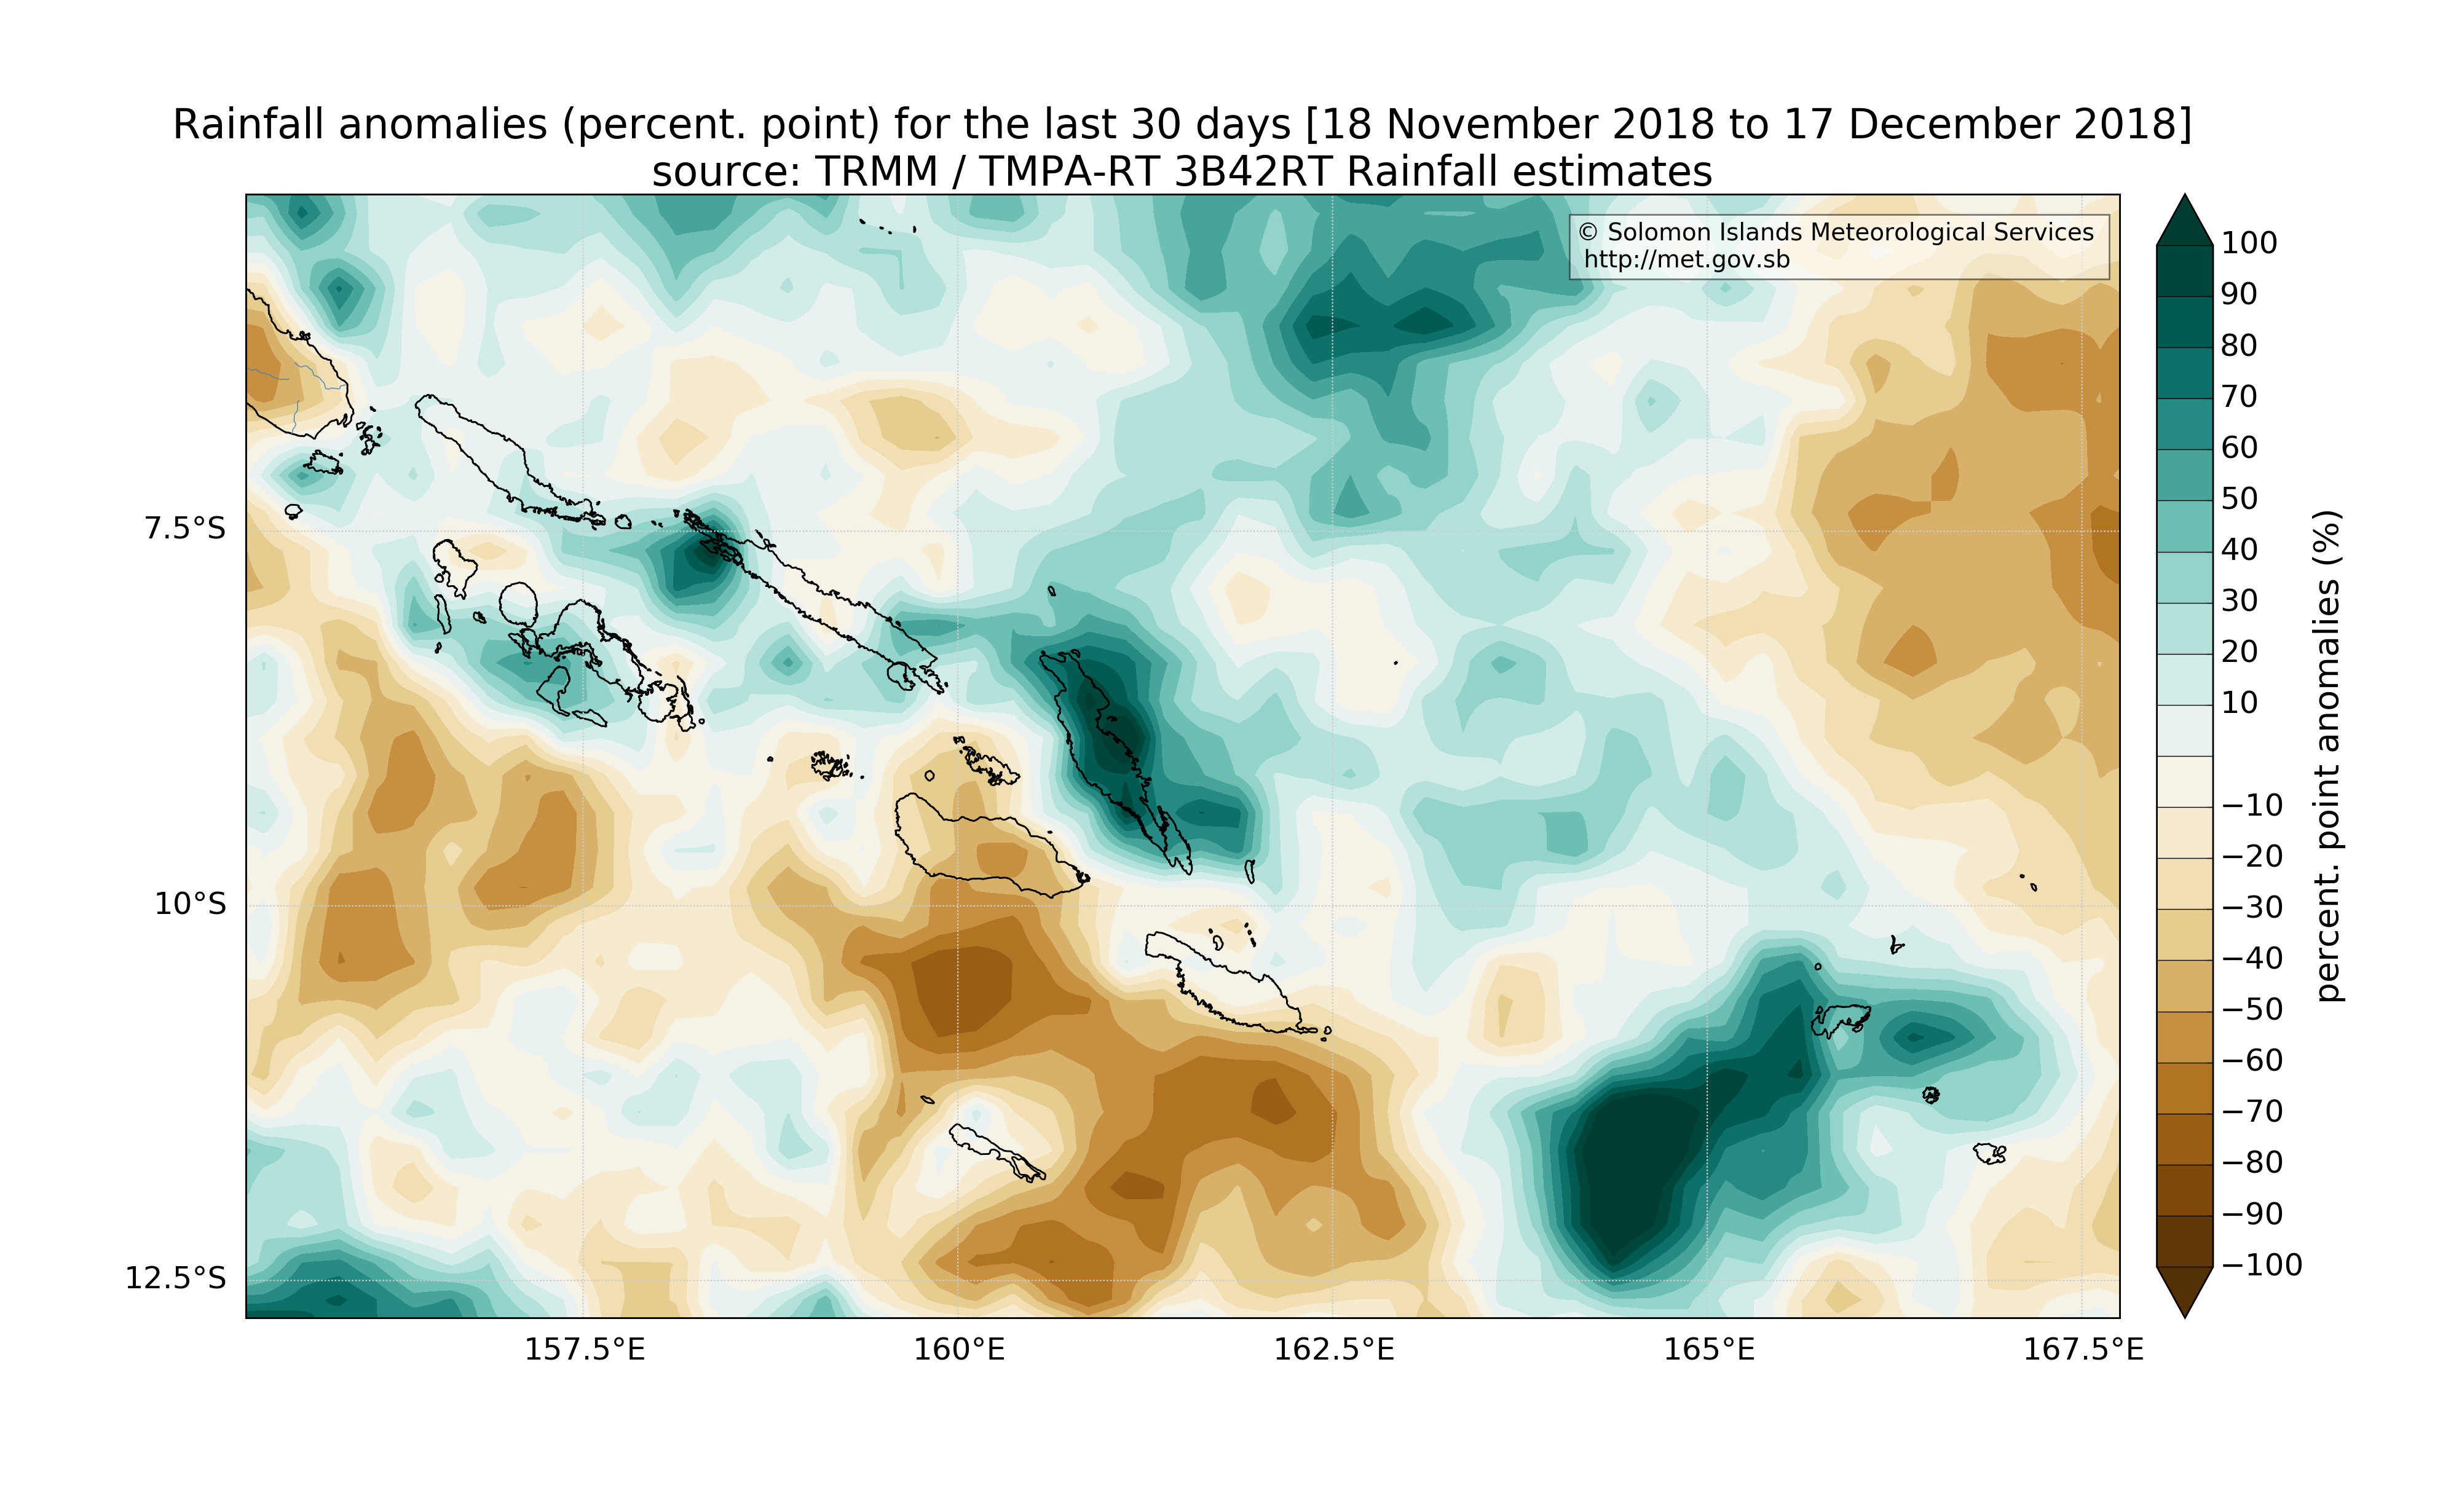 Rainfall anomalies (percent. point) for the last 30 days [18 November 2018 to 17 December 2018]
source: TRMM / TMPA-RT 3B42RT Rainfall estimates
© Solomon Islands Meteorological Services
http://met.gov.sb
7.5°S
10°S
12.5°S
157.5°E
160°E
162.5°E
165°E
167.5°E
100
90
80
70
60
50
40
30
20
10
−10
−20
−30
−40
−50
−60
−70
−80
−90
−100
percent. point anomalies (%)